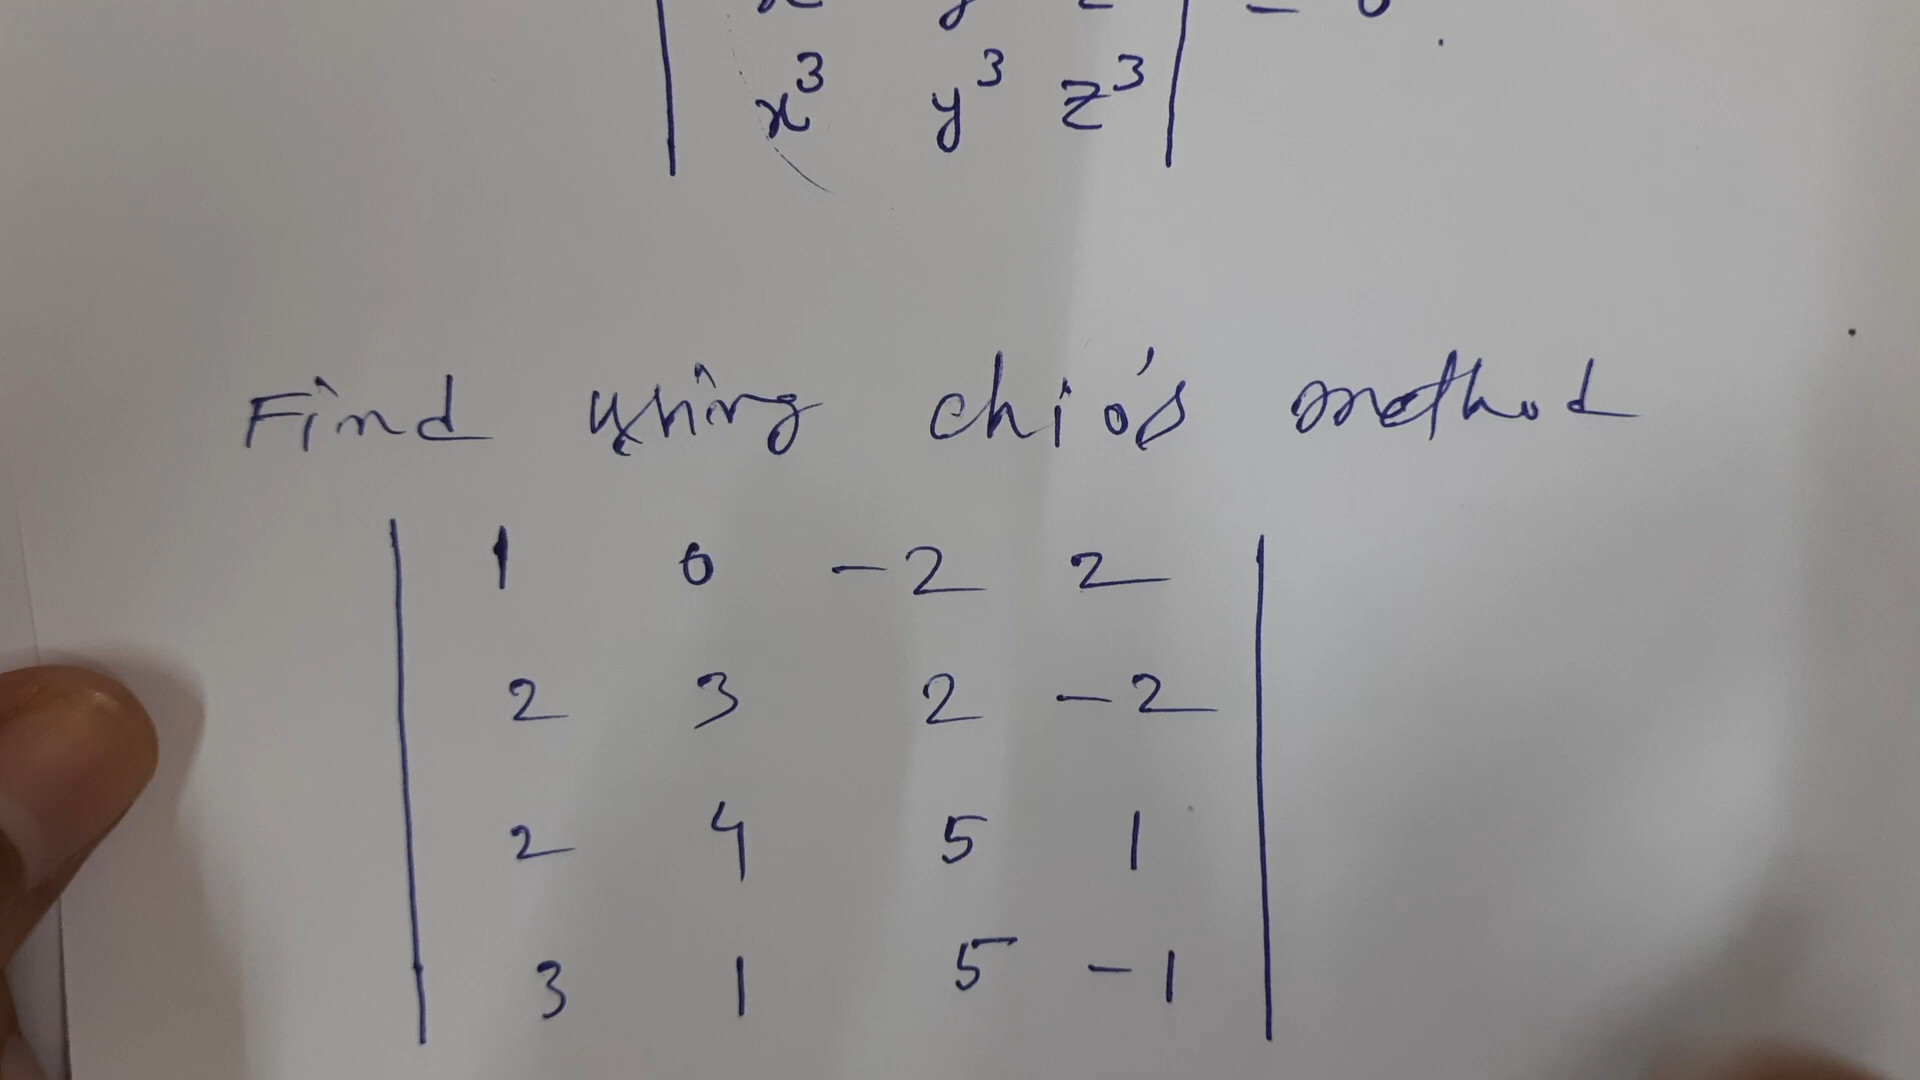 x³ y³ z³
Find using chio's method
1 0 -2 2
2 3 2 -2
2 4 5 1
3 1 5 -1